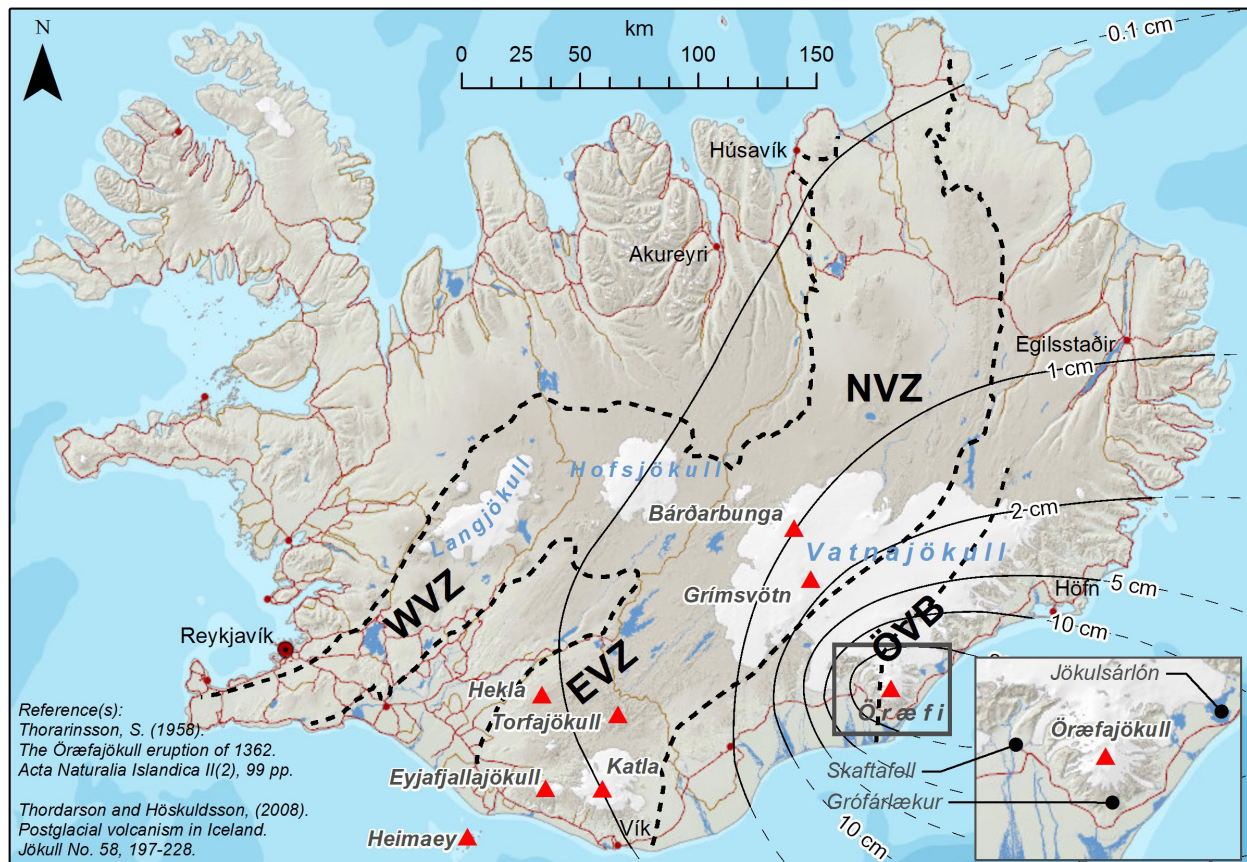 N
km
0 25 50 100 150
0.1 cm
Húsavík
Akureyri
Egilsstaðir
1 cm
NVZ
Hofsjökull
Langjökull
Bárðarbunga
2 cm
Vatnajökull
Grímsvötn
5 cm
Höfn
10 cm
WVZ
ÖVB
Reykjavík
EVZ
Hekla
Torfajökull
Öræfi
Jökulsárlón
Öræfajökull
Skaftafell
Grófárlækur
Eyjafjallajökull
Katla
Vík
Heimaey
10 cm
Reference(s):
Thorarinsson, S. (1958).
The Öræfajökull eruption of 1362.
Acta Naturalia Islandica II(2), 99 pp.
Thordarson and Höskuldsson, (2008).
Postglacial volcanism in Iceland.
Jökull No. 58, 197-228.